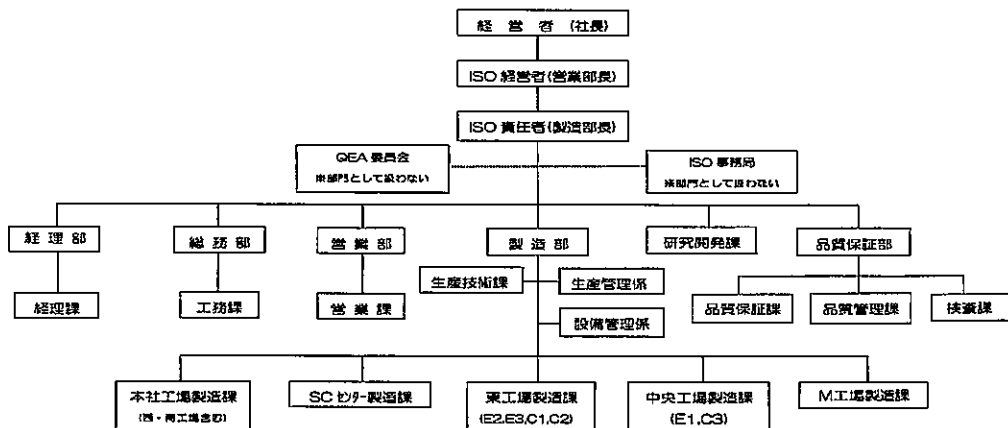 経営者(社長)
ISO 経営者(営業部長)
ISO 責任者(製造部長)
QEA 委員会
※部門として扱わない
ISO 事務局
※部門として扱わない
経理部
総務部
営業部
製造部
研究開発課
品質保証部
生産技術課
生産管理係
経理課
工務課
営業課
品質保証課
品質管理課
検査課
設備管理係
本社工場製造課
(西・南工場含む)
SC センター製造課
東工場製造課
(E2,E3,C1,C2)
中央工場製造課
(E1,C3)
M工場製造課